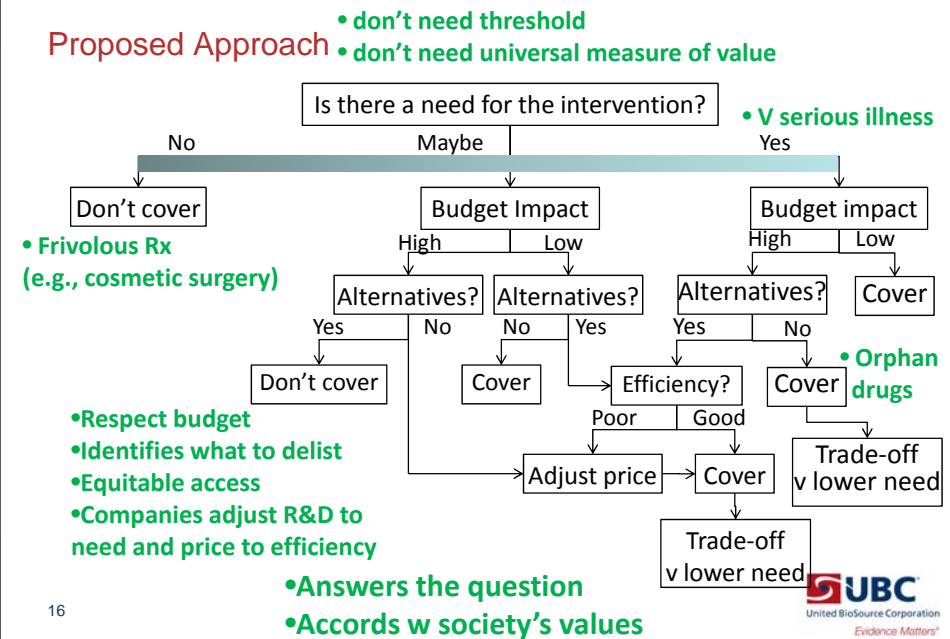 Proposed Approach
• don't need threshold
• don't need universal measure of value
Is there a need for the intervention?
• V serious illness
No
Maybe
Yes
Don't cover
Budget Impact
Budget impact
• Frivolous Rx
(e.g., cosmetic surgery)
High
Low
High
Low
Alternatives?
Alternatives?
Alternatives?
Cover
Yes
No
No
Yes
Yes
No
Don't cover
Cover
Efficiency?
Cover
• Orphan
drugs
Poor
Good
•Respect budget
•Identifies what to delist
•Equitable access
•Companies adjust R&D to
need and price to efficiency
Adjust price
Cover
Trade-off
v lower need
Trade-off
v lower need
•Answers the question
•Accords w society's values
16
UBC
United BioSource Corporation
Evidence Matters®